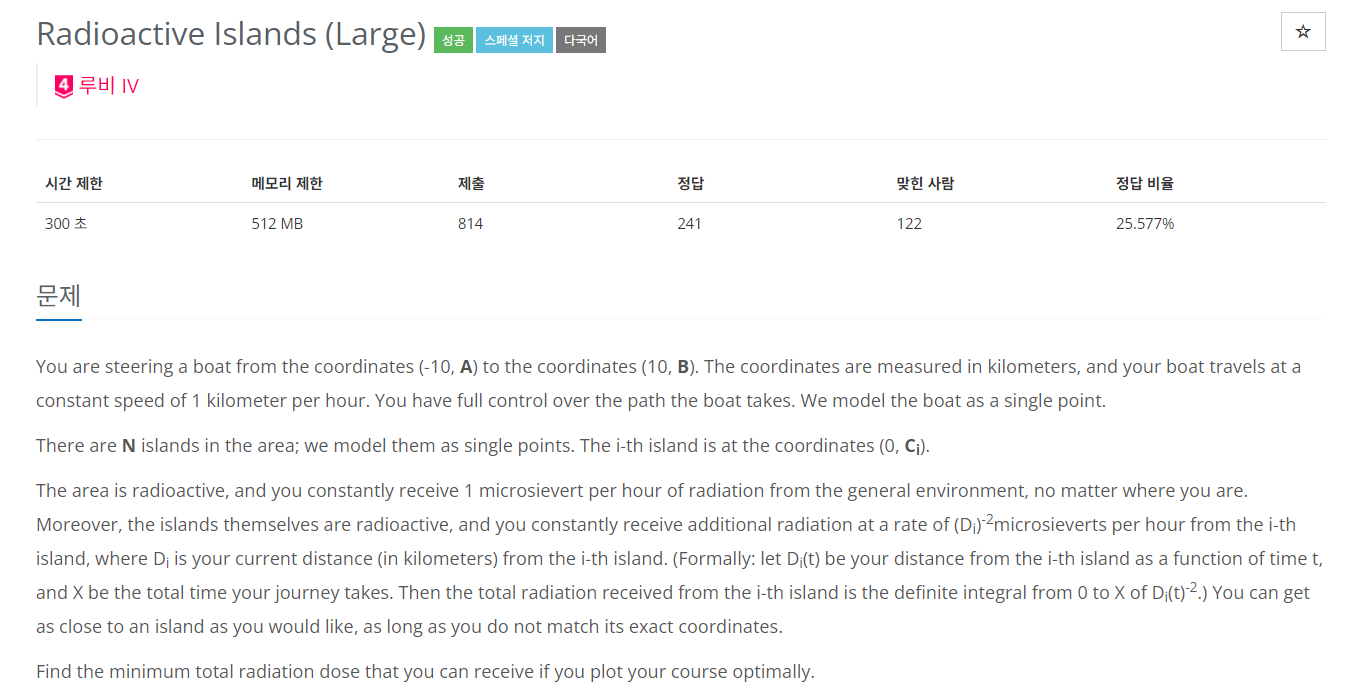 Radioactive Islands (Large) 성공 스페셜 저지 다국어
4 루비 IV
시간 제한 메모리 제한 제출 정답 맞힌 사람 정답 비율
300 초 512 MB 814 241 122 25.577%
문제
You are steering a boat from the coordinates (-10, A) to the coordinates (10, B). The coordinates are measured in kilometers, and your boat travels at a
constant speed of 1 kilometer per hour. You have full control over the path the boat takes. We model the boat as a single point.
There are N islands in the area; we model them as single points. The i-th island is at the coordinates (0, Cᵢ).
The area is radioactive, and you constantly receive 1 microsievert per hour of radiation from the general environment, no matter where you are.
Moreover, the islands themselves are radioactive, and you constantly receive additional radiation at a rate of (Dᵢ)⁻²microsieverts per hour from the i-th
island, where Dᵢ is your current distance (in kilometers) from the i-th island. (Formally: let Dᵢ(t) be your distance from the i-th island as a function of time t,
and X be the total time your journey takes. Then the total radiation received from the i-th island is the definite integral from 0 to X of Dᵢ(t)⁻².) You can get
as close to an island as you would like, as long as you do not match its exact coordinates.
Find the minimum total radiation dose that you can receive if you plot your course optimally.